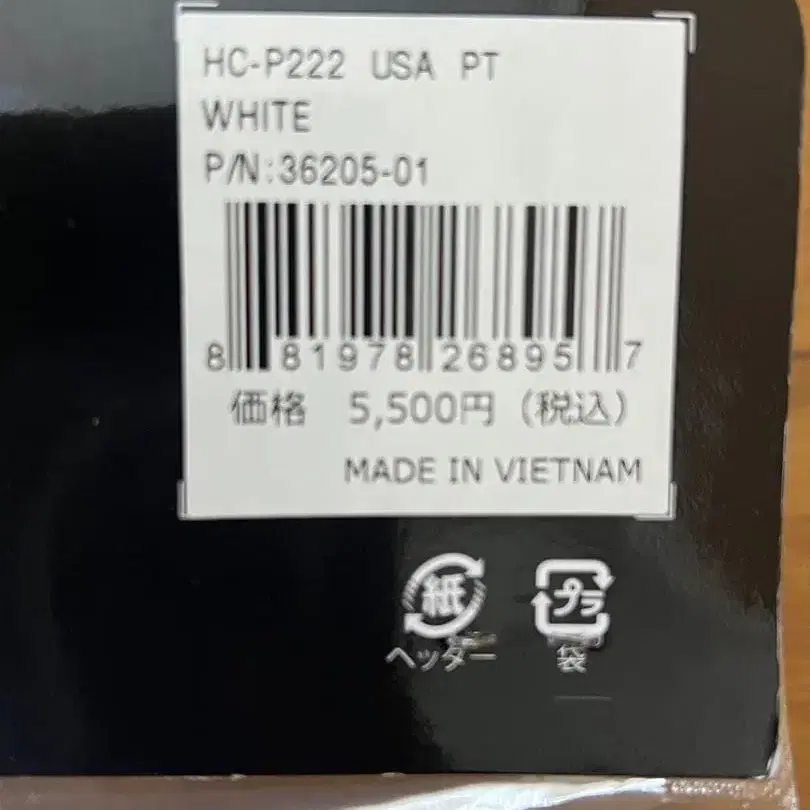 HC-P222 USA PT
WHITE
P/N:36205-01
8 81978 26895 7
価格 5,500円 (税込)
MADE IN VIETNAM
紙 プラ
ヘッダー 袋